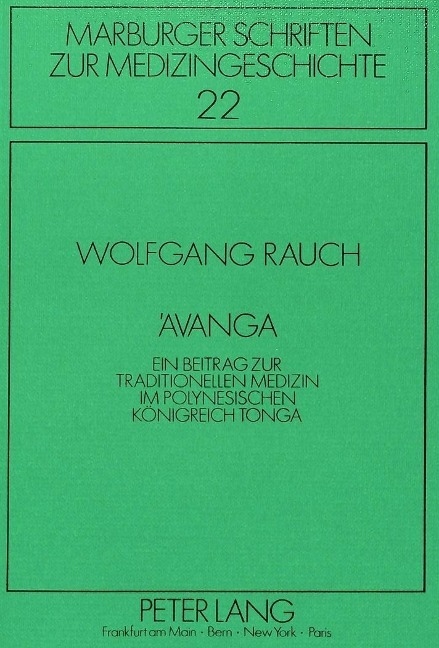 MARBURGER SCHRIFTEN
ZUR MEDIZINGESCHICHTE
22
WOLFGANG RAUCH
'AVANGA
EIN BEITRAG ZUR
TRADITIONELLEN MEDIZIN
IM POLYNESISCHEN
KÖNIGREICH TONGA
PETER LANG
Frankfurt am Main · Bern · New York · Paris